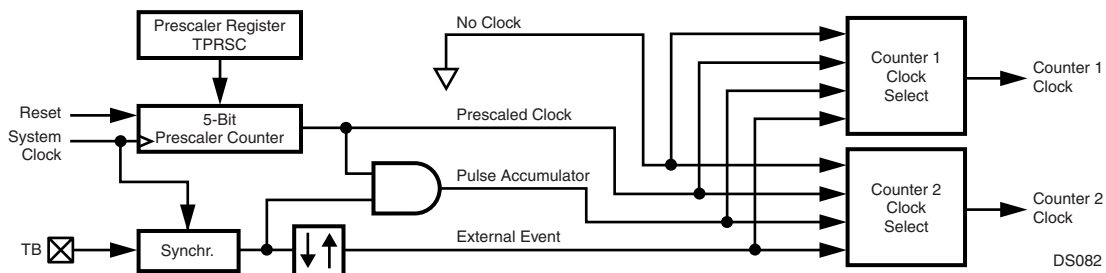 Prescaler Register
TPRSC
No Clock
Counter 1
Clock
Select
Counter 1
Clock
Reset
System
Clock
5-Bit
Prescaler Counter
Prescaled Clock
Pulse Accumulator
Counter 2
Clock
Select
Counter 2
Clock
TB
Synchr.
External Event
DS082